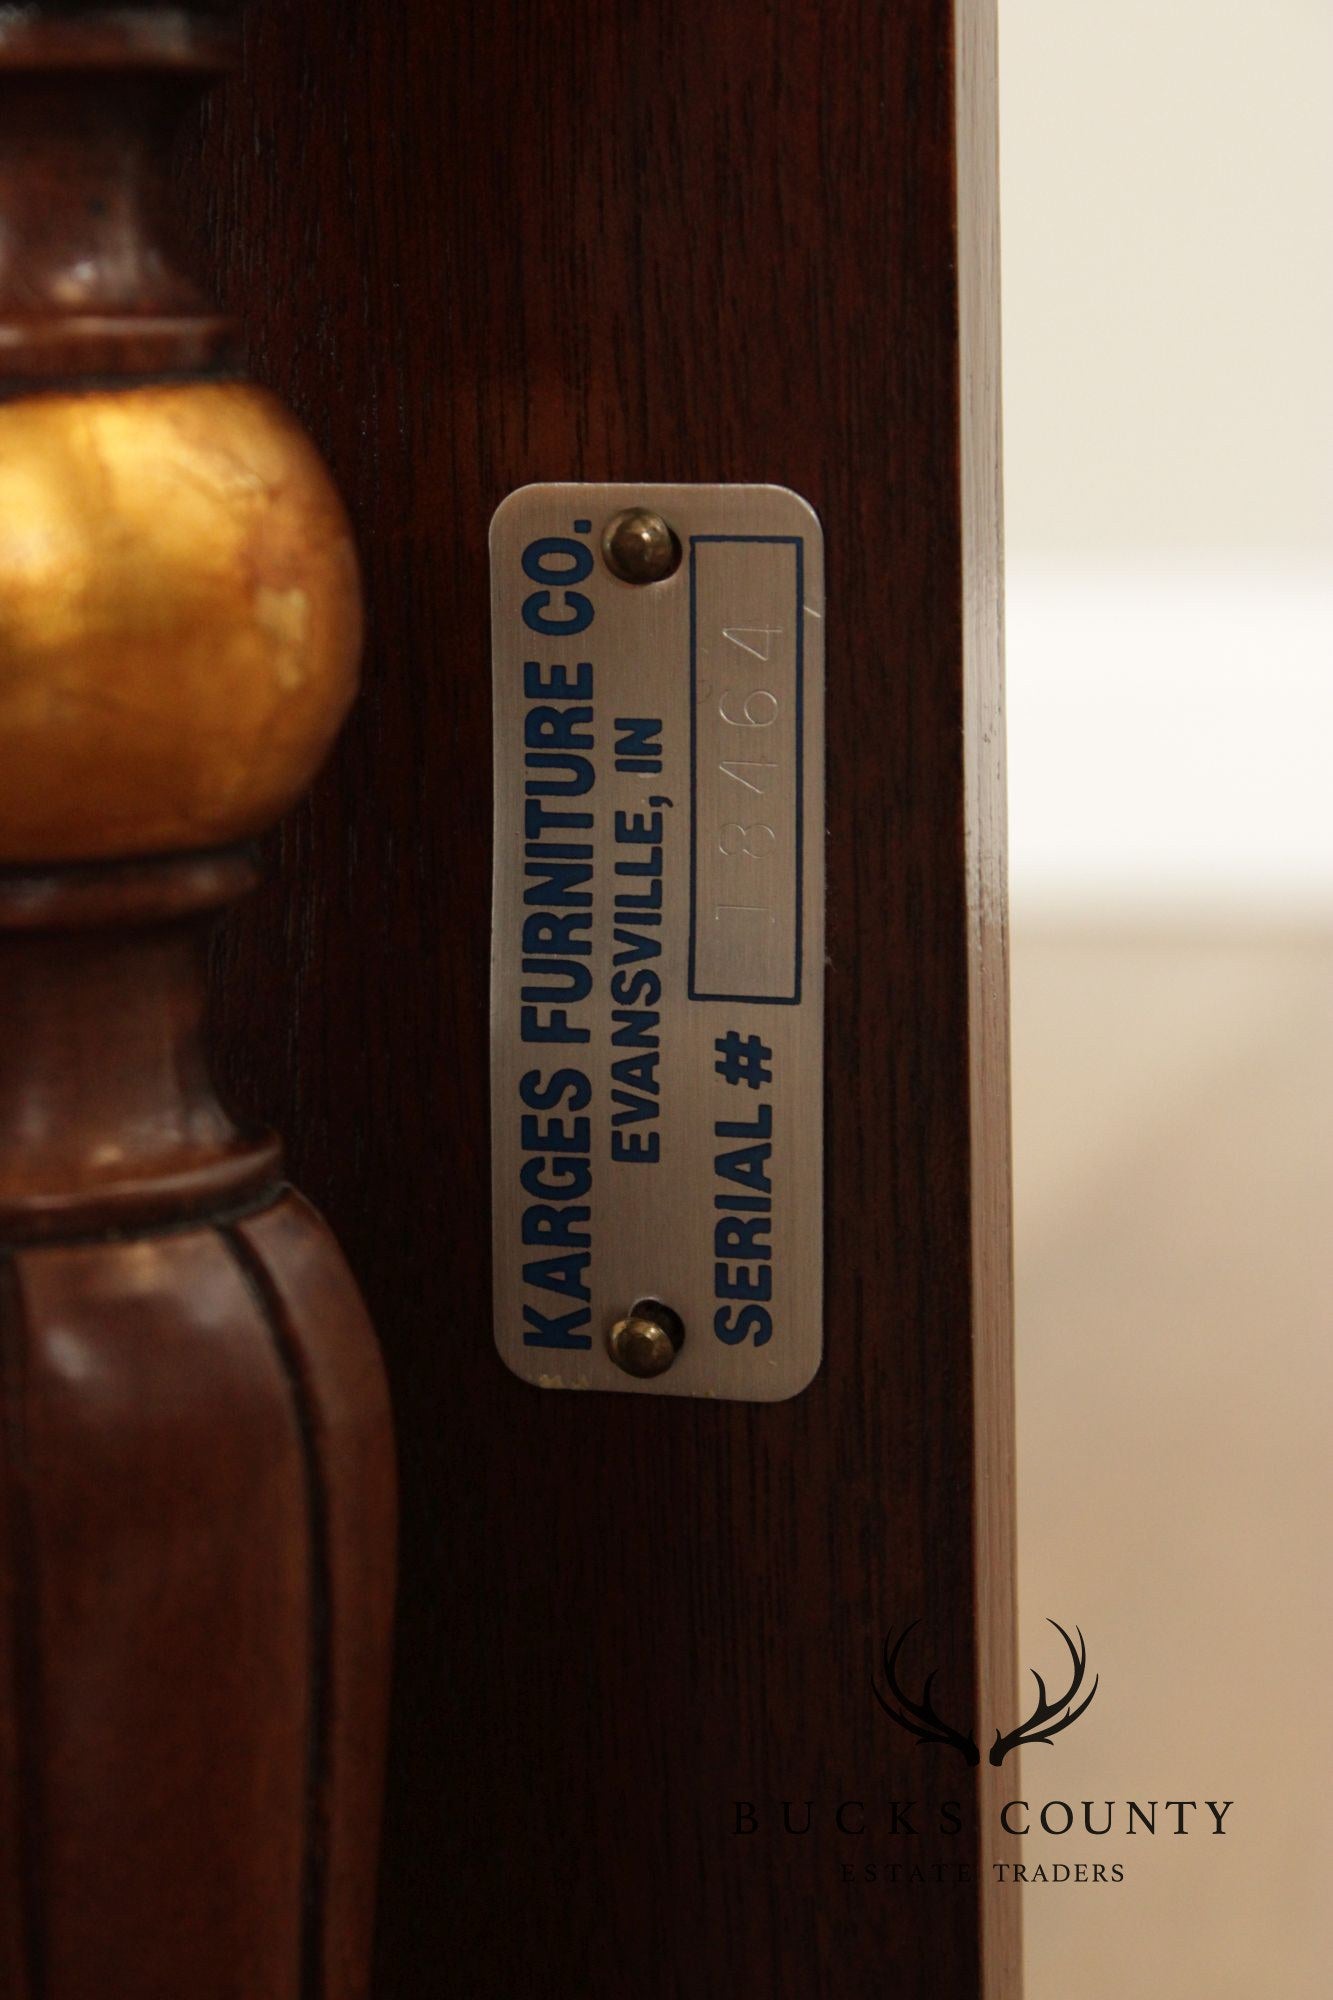 KARGES FURNITURE CO.
EVANSVILLE, IN
SERIAL # 18464
BUCKS COUNTY
ESTATE TRADERS